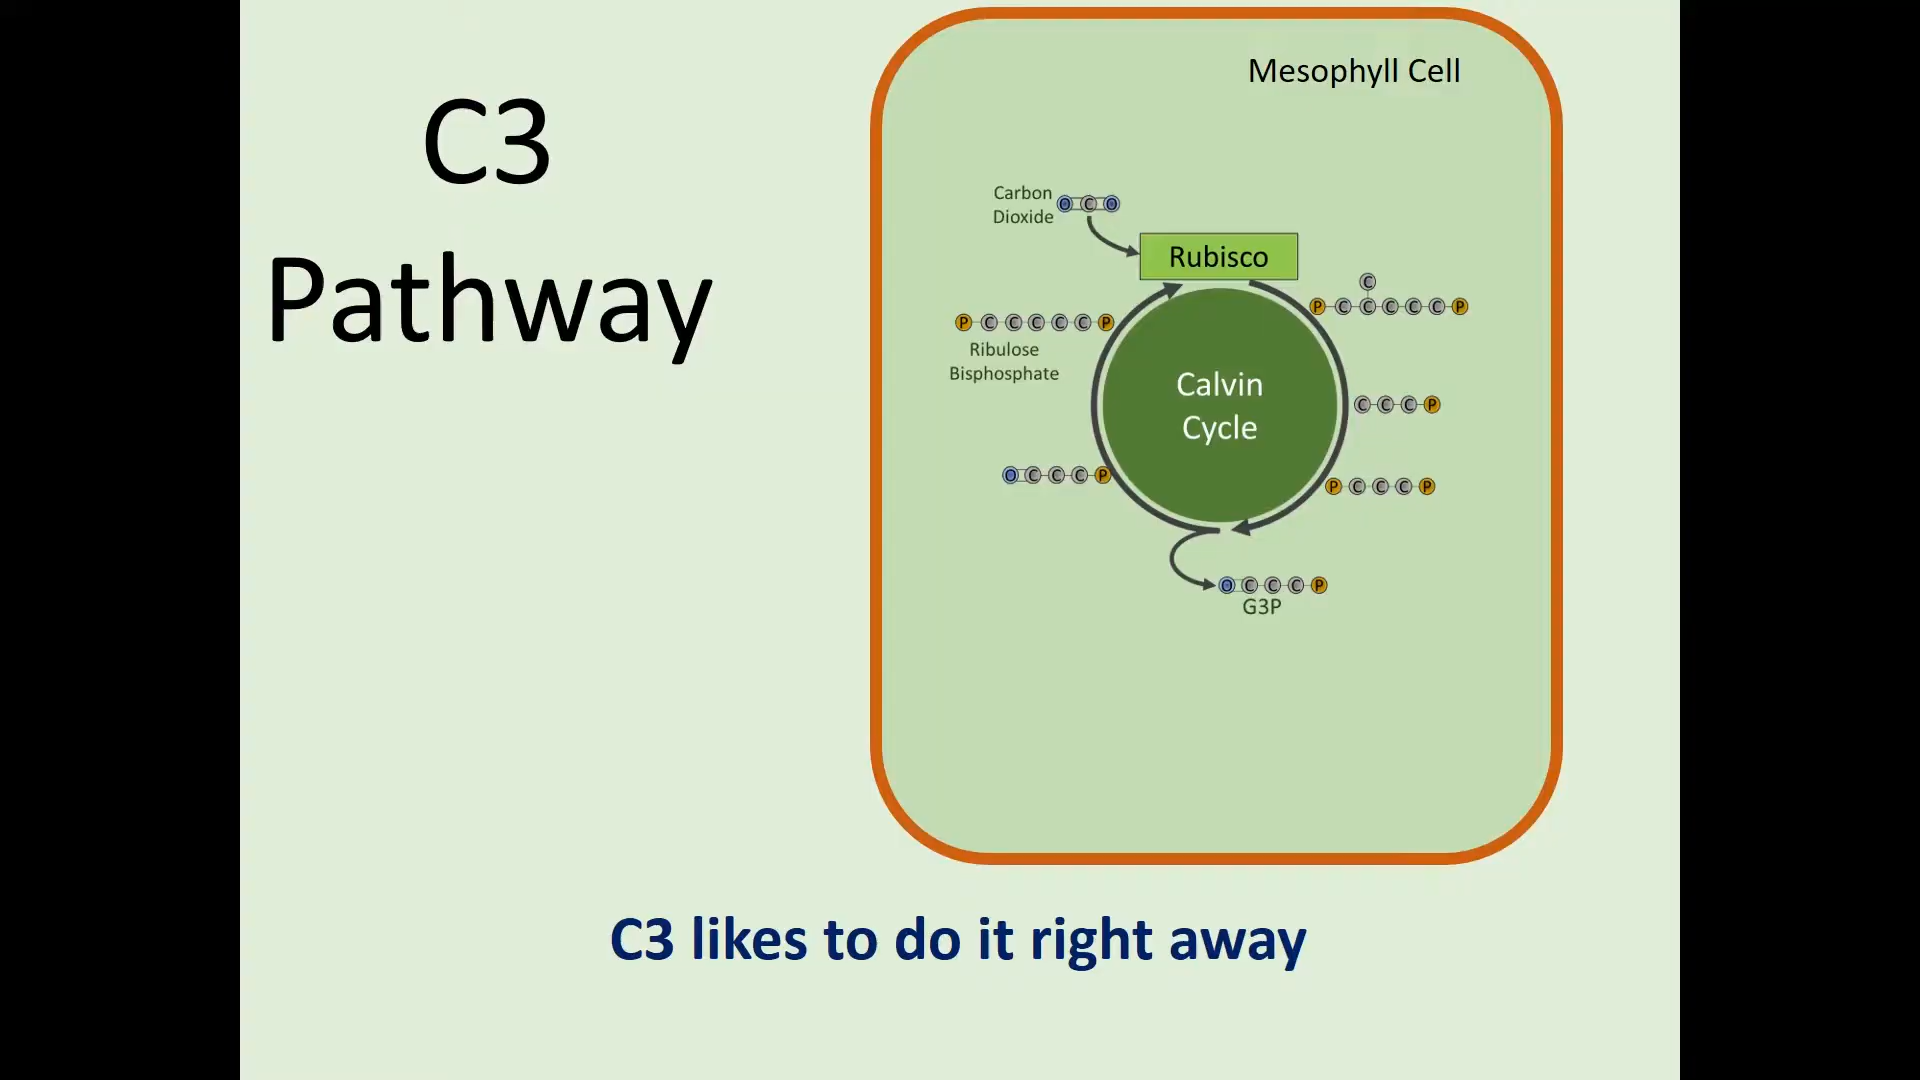 C3
Pathway
Mesophyll Cell
Carbon
Dioxide
O C O
Rubisco
C
P C C C C C P
P C C C C C P
Ribulose
Bisphosphate
Calvin
Cycle
C C C P
O C C C P
P C C C P
O C C C P
G3P
C3 likes to do it right away